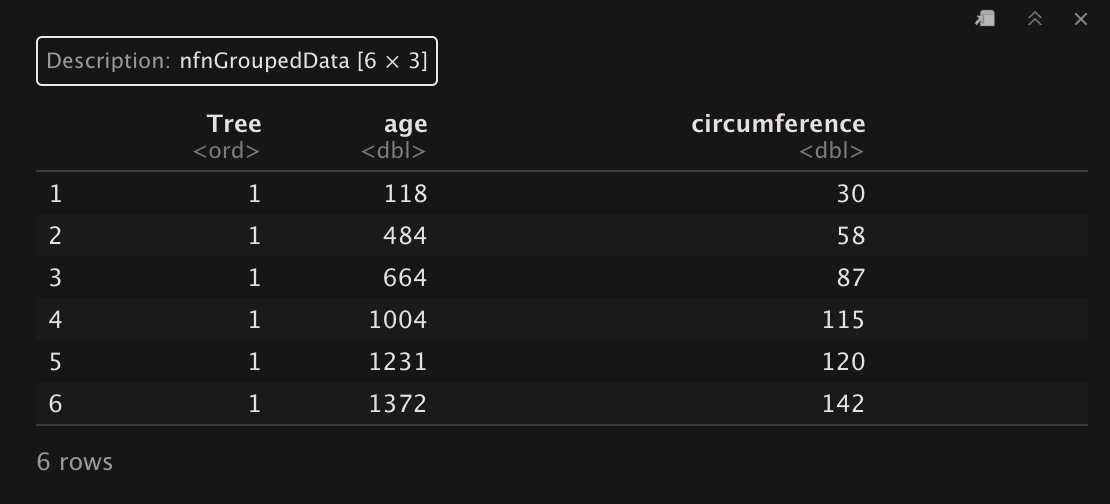 Description: nfnGroupedData [6 × 3]
Tree age circumference
<ord> <dbl> <dbl>
1 1 118 30
2 1 484 58
3 1 664 87
4 1 1004 115
5 1 1231 120
6 1 1372 142
6 rows